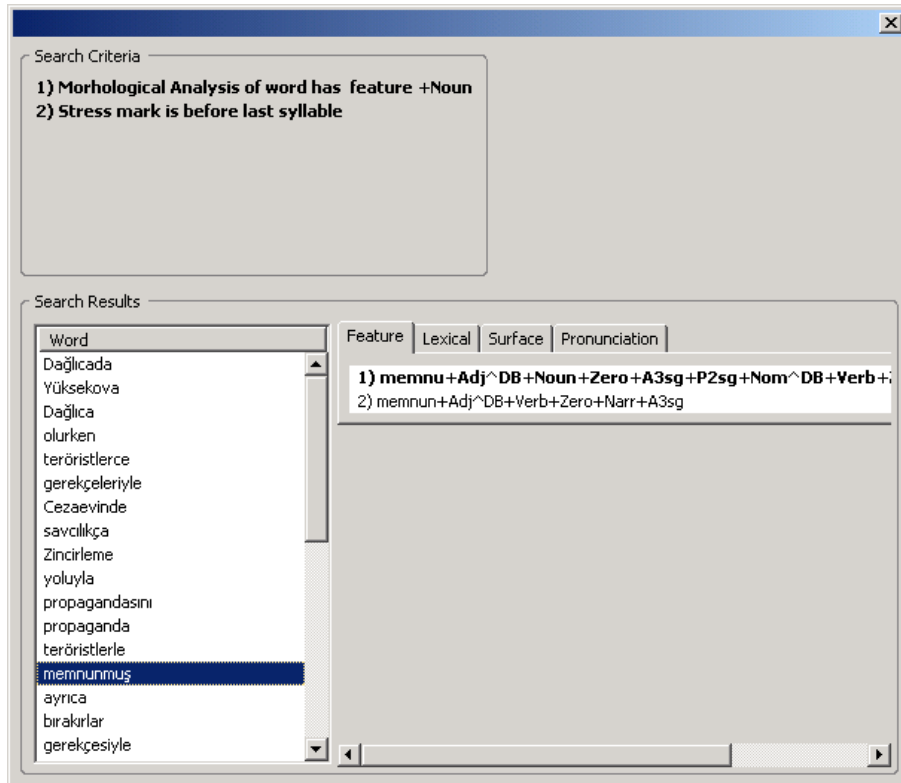 Search Criteria
1) Morhological Analysis of word has feature +Noun
2) Stress mark is before last syllable
Search Results
Word
Dağlıcada
Yüksekova
Dağlıca
olurken
teröristlerce
gerekçeleriyle
Cezaevinde
savcılıkça
Zincirleme
yoluyla
propagandasını
propaganda
teröristlerle
memnunmuş
ayrıca
bırakırlar
gerekçesiyle
Feature Lexical Surface Pronunciation
1) memnu+Adj^DB+Noun+Zero+A3sg+P2sg+Nom^DB+Verb+
2) memnun+Adj^DB+Verb+Zero+Narr+A3sg